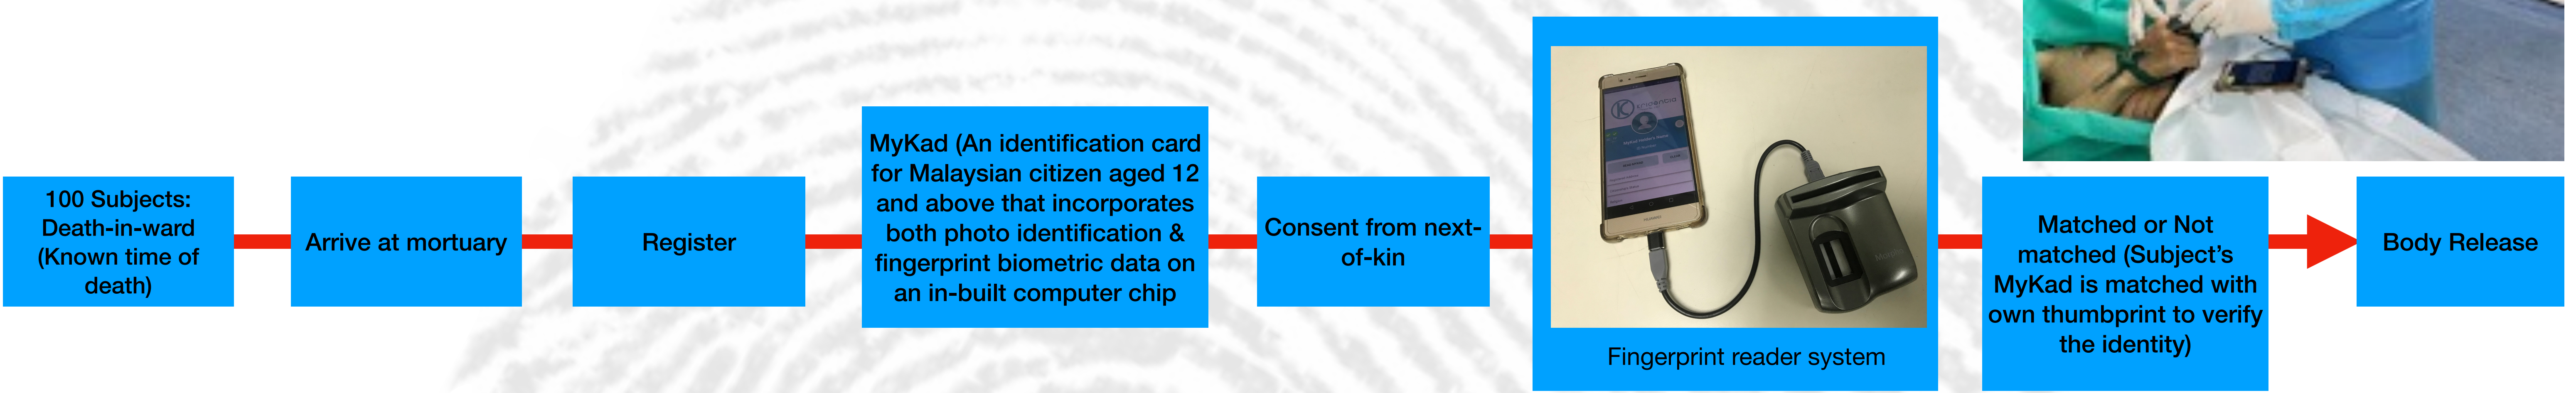 100 Subjects:
Death-in-ward
(Known time of
death)
Arrive at mortuary
Register
MyKad (An identification card
for Malaysian citizen aged 12
and above that incorporates
both photo identification &
fingerprint biometric data on
an in-built computer chip
Consent from next-
of-kin
Fingerprint reader system
Matched or Not
matched (Subject's
MyKad is matched with
own thumbprint to verify
the identity)
Body Release